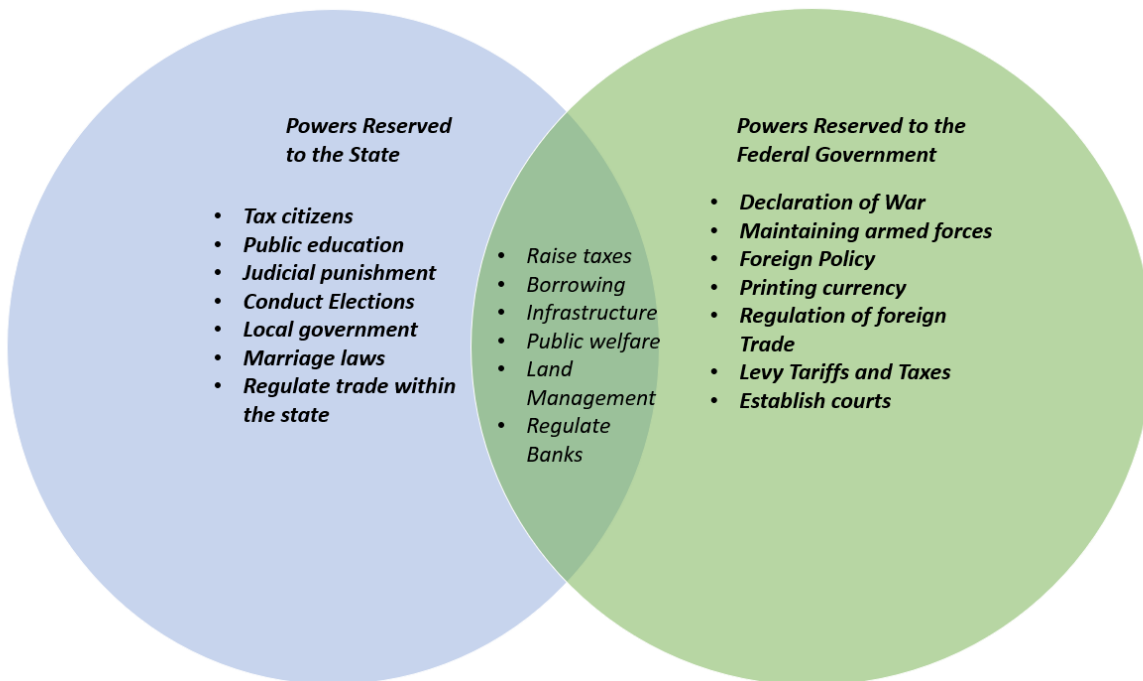 Powers Reserved
to the State
• Tax citizens
• Public education
• Judicial punishment
• Conduct Elections
• Local government
• Marriage laws
• Regulate trade within
the state
• Raise taxes
• Borrowing
• Infrastructure
• Public welfare
• Land
Management
• Regulate
Banks
Powers Reserved to the
Federal Government
• Declaration of War
• Maintaining armed forces
• Foreign Policy
• Printing currency
• Regulation of foreign
Trade
• Levy Tariffs and Taxes
• Establish courts